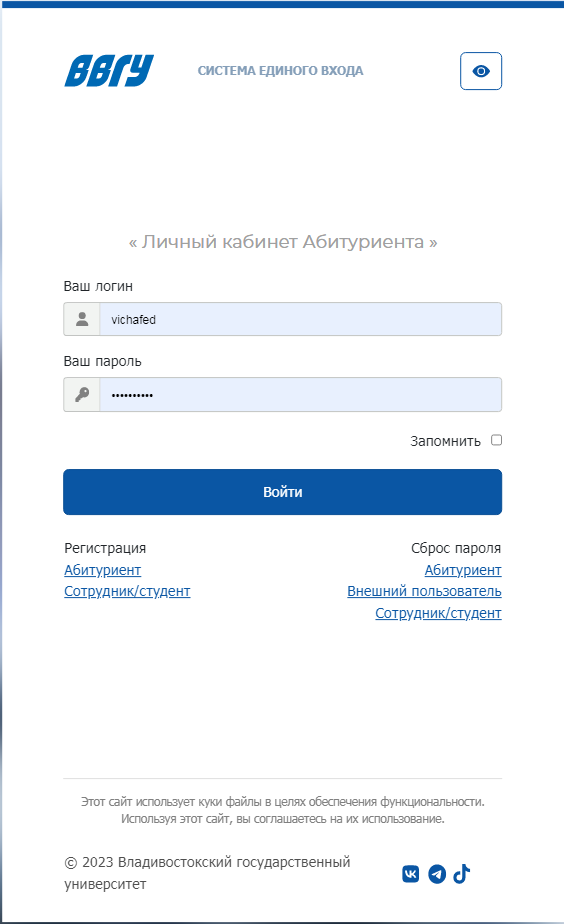 ВВГУ
СИСТЕМА ЕДИНОГО ВХОДА
« Личный кабинет Абитуриента »
Ваш логин
vichafed
Ваш пароль
••••••••••
Запомнить
Войти
Регистрация
Абитуриент
Сотрудник/студент
Сброс пароля
Абитуриент
Внешний пользователь
Сотрудник/студент
Этот сайт использует куки файлы в целях обеспечения функциональности.
Используя этот сайт, вы соглашаетесь на их использование.
© 2023 Владивостокский государственный
университет